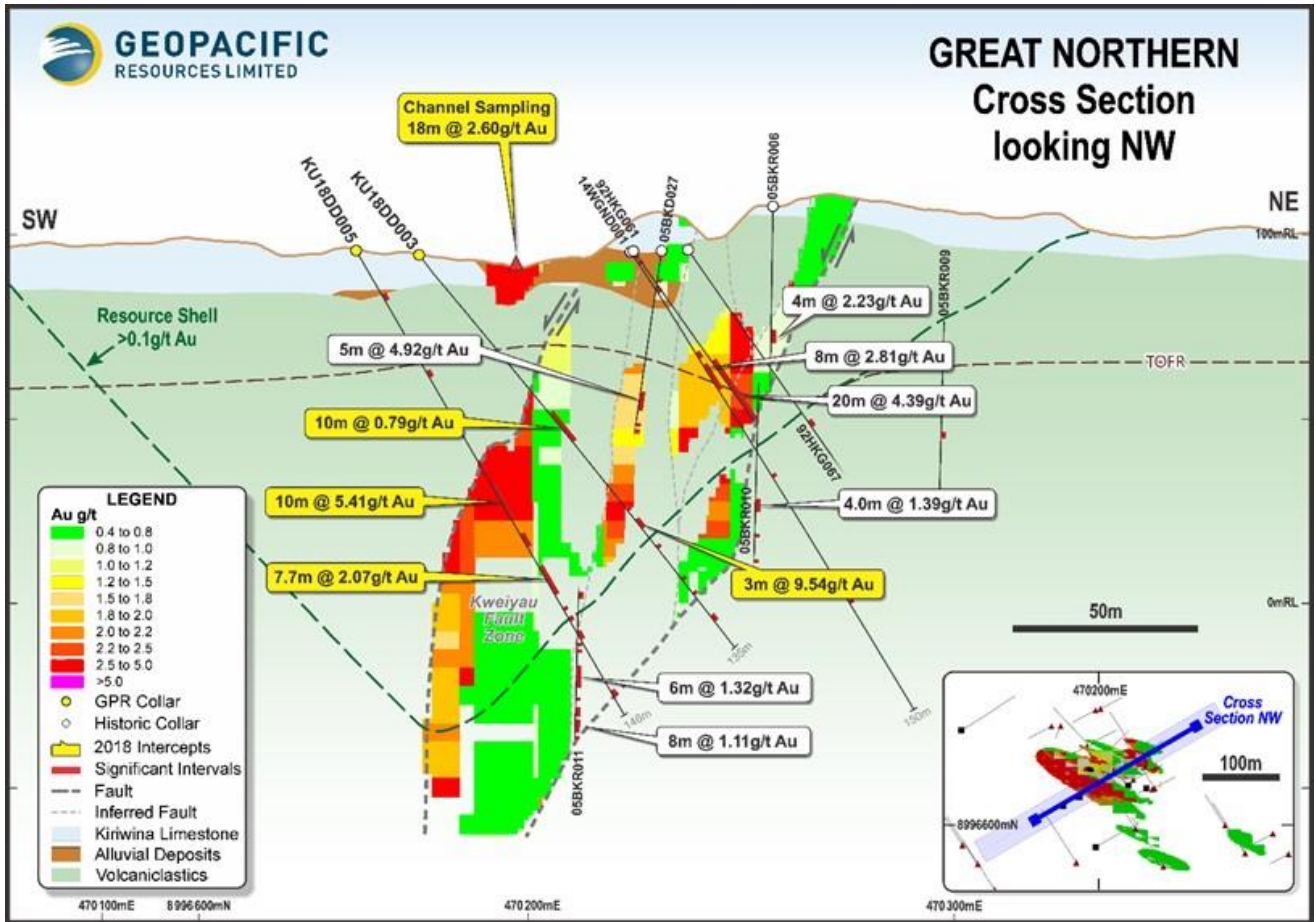 GEOPACIFIC
RESOURCES LIMITED
GREAT NORTHERN
Cross Section
looking NW
Channel Sampling
18m @ 2.60g/t Au
SW
NE
KU18DD005
KU18DD003
92HKG061
14WGND001
05BKD027
05BKR006
05BKR009
100mRL
Resource Shell
>0.1g/t Au
4m @ 2.23g/t Au
5m @ 4.92g/t Au
8m @ 2.81g/t Au
TOFR
20m @ 4.39g/t Au
10m @ 0.79g/t Au
92HKG067
10m @ 5.41g/t Au
05BKR010
4.0m @ 1.39g/t Au
7.7m @ 2.07g/t Au
3m @ 9.54g/t Au
Kweiyau
Fault
Zone
0mRL
50m
135m
6m @ 1.32g/t Au
146m
150m
8m @ 1.11g/t Au
05BKR011
LEGEND
Au g/t
0.4 to 0.8
0.8 to 1.0
1.0 to 1.2
1.2 to 1.5
1.5 to 1.8
1.8 to 2.0
2.0 to 2.2
2.2 to 2.5
2.5 to 5.0
>5.0
GPR Collar
Historic Collar
2018 Intercepts
Significant Intervals
Fault
Inferred Fault
Kiriwina Limestone
Alluvial Deposits
Volcaniclastics
470200mE
Cross
Section NW
100m
8996600mN
470 100mE
8 996 600mN
470 200mE
470 300mE